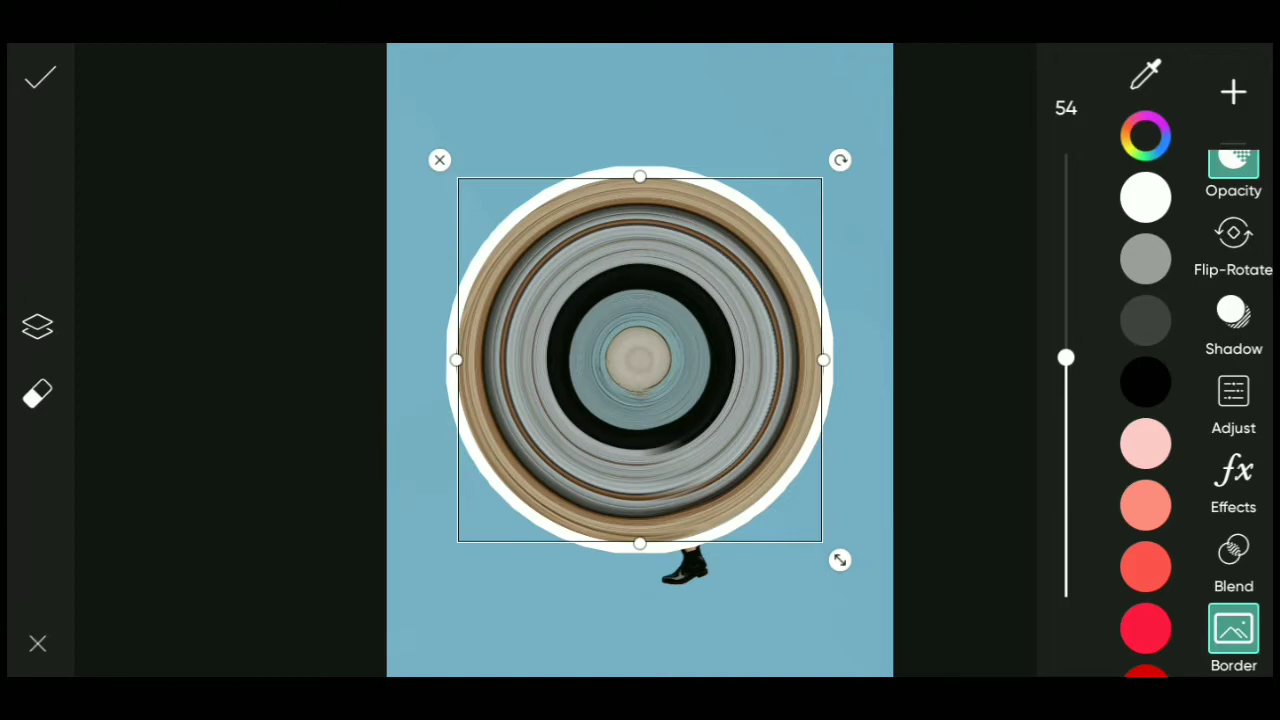 54
Opacity
Flip-Rotate
Shadow
Adjust
fx
Effects
Blend
Border